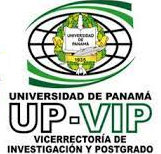 UNIVERSIDAD
DE PANAMÁ
1935
UNIVERSIDAD DE PANAMÁ
UP-VIP
VICERRECTORÍA DE
INVESTIGACIÓN Y POSTGRADO